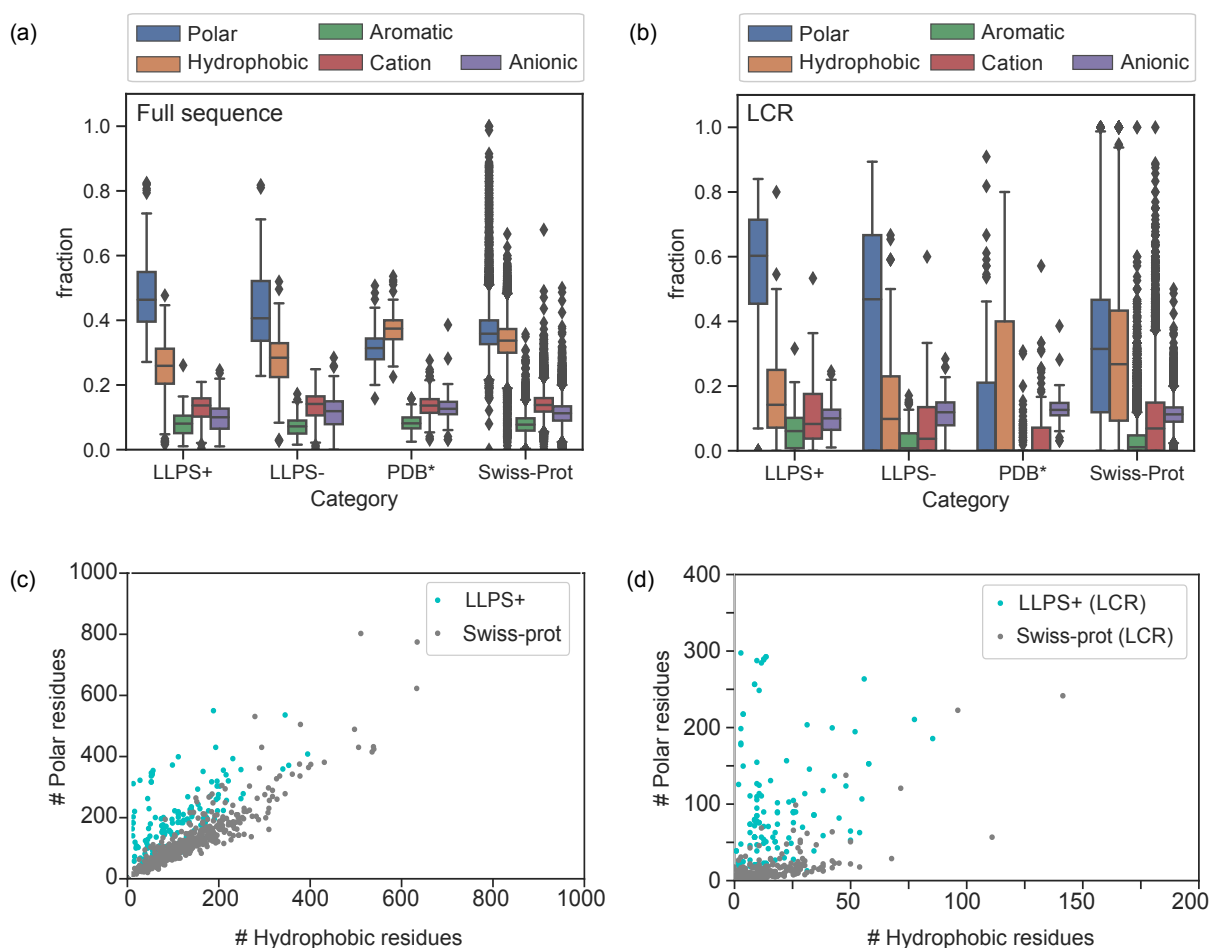 (a)
Polar
Aromatic
Hydrophobic
Cation
Anionic
Full sequence
1.0
0.8
0.6
0.4
0.2
0.0
fraction
LLPS+
LLPS-
PDB*
Swiss-Prot
Category
(b)
Polar
Aromatic
Hydrophobic
Cation
Anionic
LCR
1.0
0.8
0.6
0.4
0.2
0.0
fraction
LLPS+
LLPS-
PDB*
Swiss-Prot
Category
(c)
1000
800
600
400
200
0
# Polar residues
LLPS+
Swiss-prot
0
200
400
600
800
1000
# Hydrophobic residues
(d)
400
300
200
100
0
# Polar residues
LLPS+ (LCR)
Swiss-prot (LCR)
0
50
100
150
200
# Hydrophobic residues